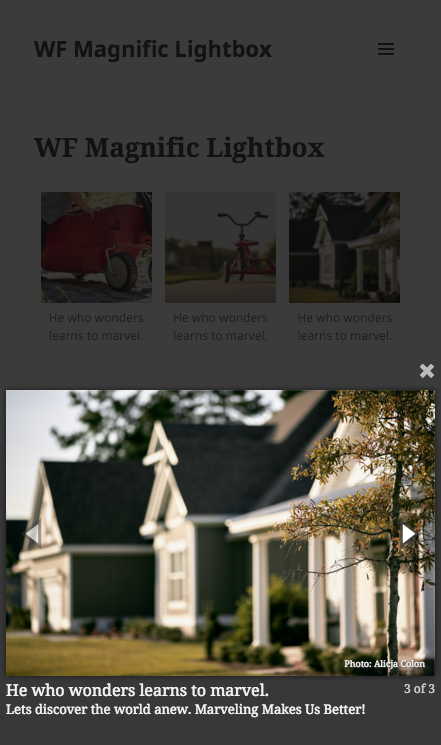 WF Magnific Lightbox
WF Magnific Lightbox
He who wonders
learns to marvel.
He who wonders
learns to marvel.
He who wonders
learns to marvel.
Photo: Alicja Colon
He who wonders learns to marvel.
3 of 3
Lets discover the world anew. Marveling Makes Us Better!